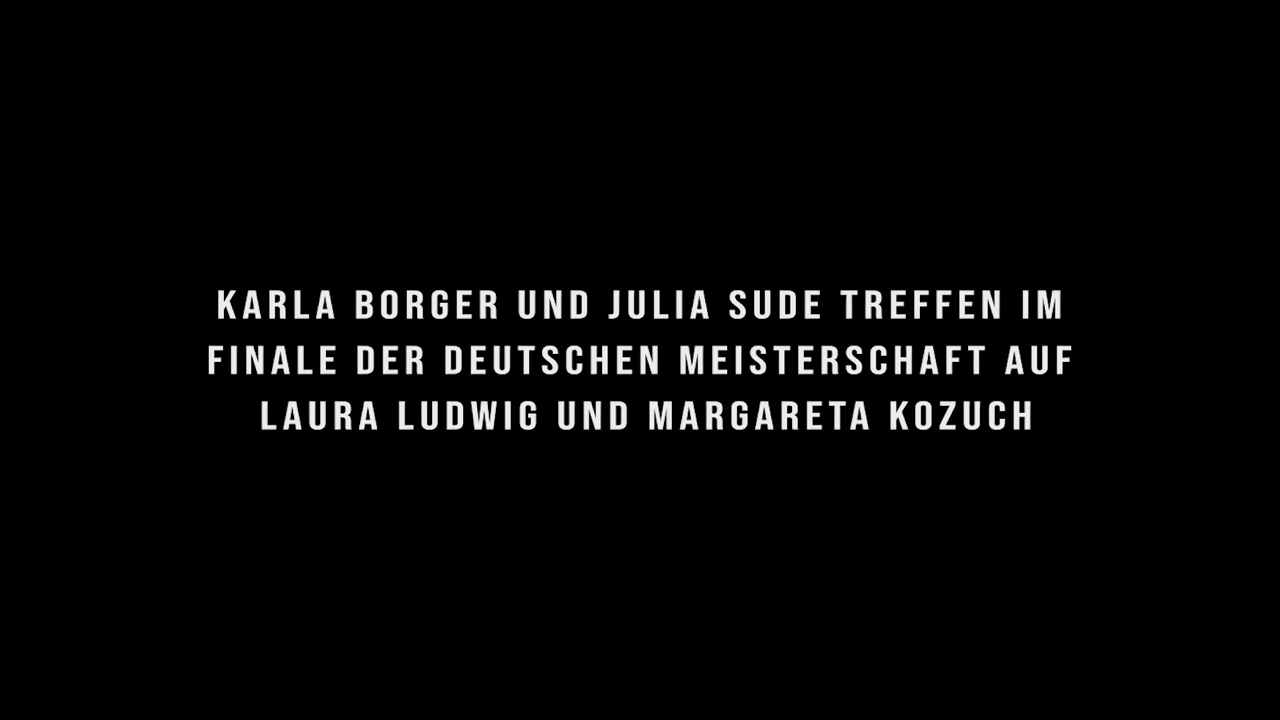 KARLA BORGER UND JULIA SUDE TREFFEN IM
FINALE DER DEUTSCHEN MEISTERSCHAFT AUF
LAURA LUDWIG UND MARGARETA KOZUCH